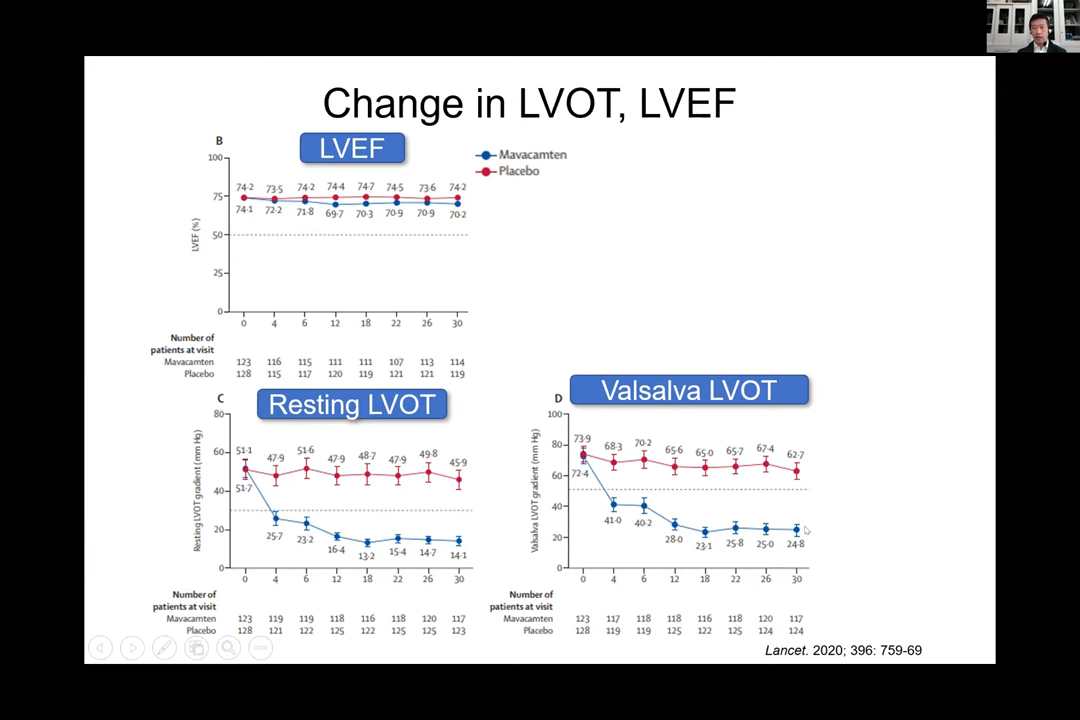 Change in LVOT, LVEF
B
LVEF
Mavacamten
Placebo
LVEF (%)
100
75
50
25
0
74·2 73·5 74·2 74·4 74·7 74·5 73·6 74·2
74·1 72·2 71·8 69·7 70·3 70·9 70·9 70·2
0 4 6 12 18 22 26 30
Number of
patients at visit
Mavacamten 123 116 115 111 111 107 113 114
Placebo 128 115 117 120 119 121 121 119
C
Resting LVOT
Resting LVOT gradient (mm Hg)
80
60
40
20
0
51·1 47·9 51·6 47·9 48·7 47·9 49·8 45·9
51·7 25·7 23·2 16·4 13·2 15·4 14·7 14·1
0 4 6 12 18 22 26 30
Number of
patients at visit
Mavacamten 123 119 119 118 116 118 120 117
Placebo 128 121 122 125 122 125 125 123
D
Valsalva LVOT
Valsalva LVOT gradient (mm Hg)
100
80
60
40
20
0
73·9 68·3 70·2 65·6 65·0 65·7 67·4 62·7
72·4 41·0 40·2 28·0 23·1 25·8 25·0 24·8
0 4 6 12 18 22 26 30
Number of
patients at visit
Mavacamten 123 117 118 118 116 118 120 117
Placebo 128 119 119 125 122 125 124 124
Lancet. 2020; 396: 759-69